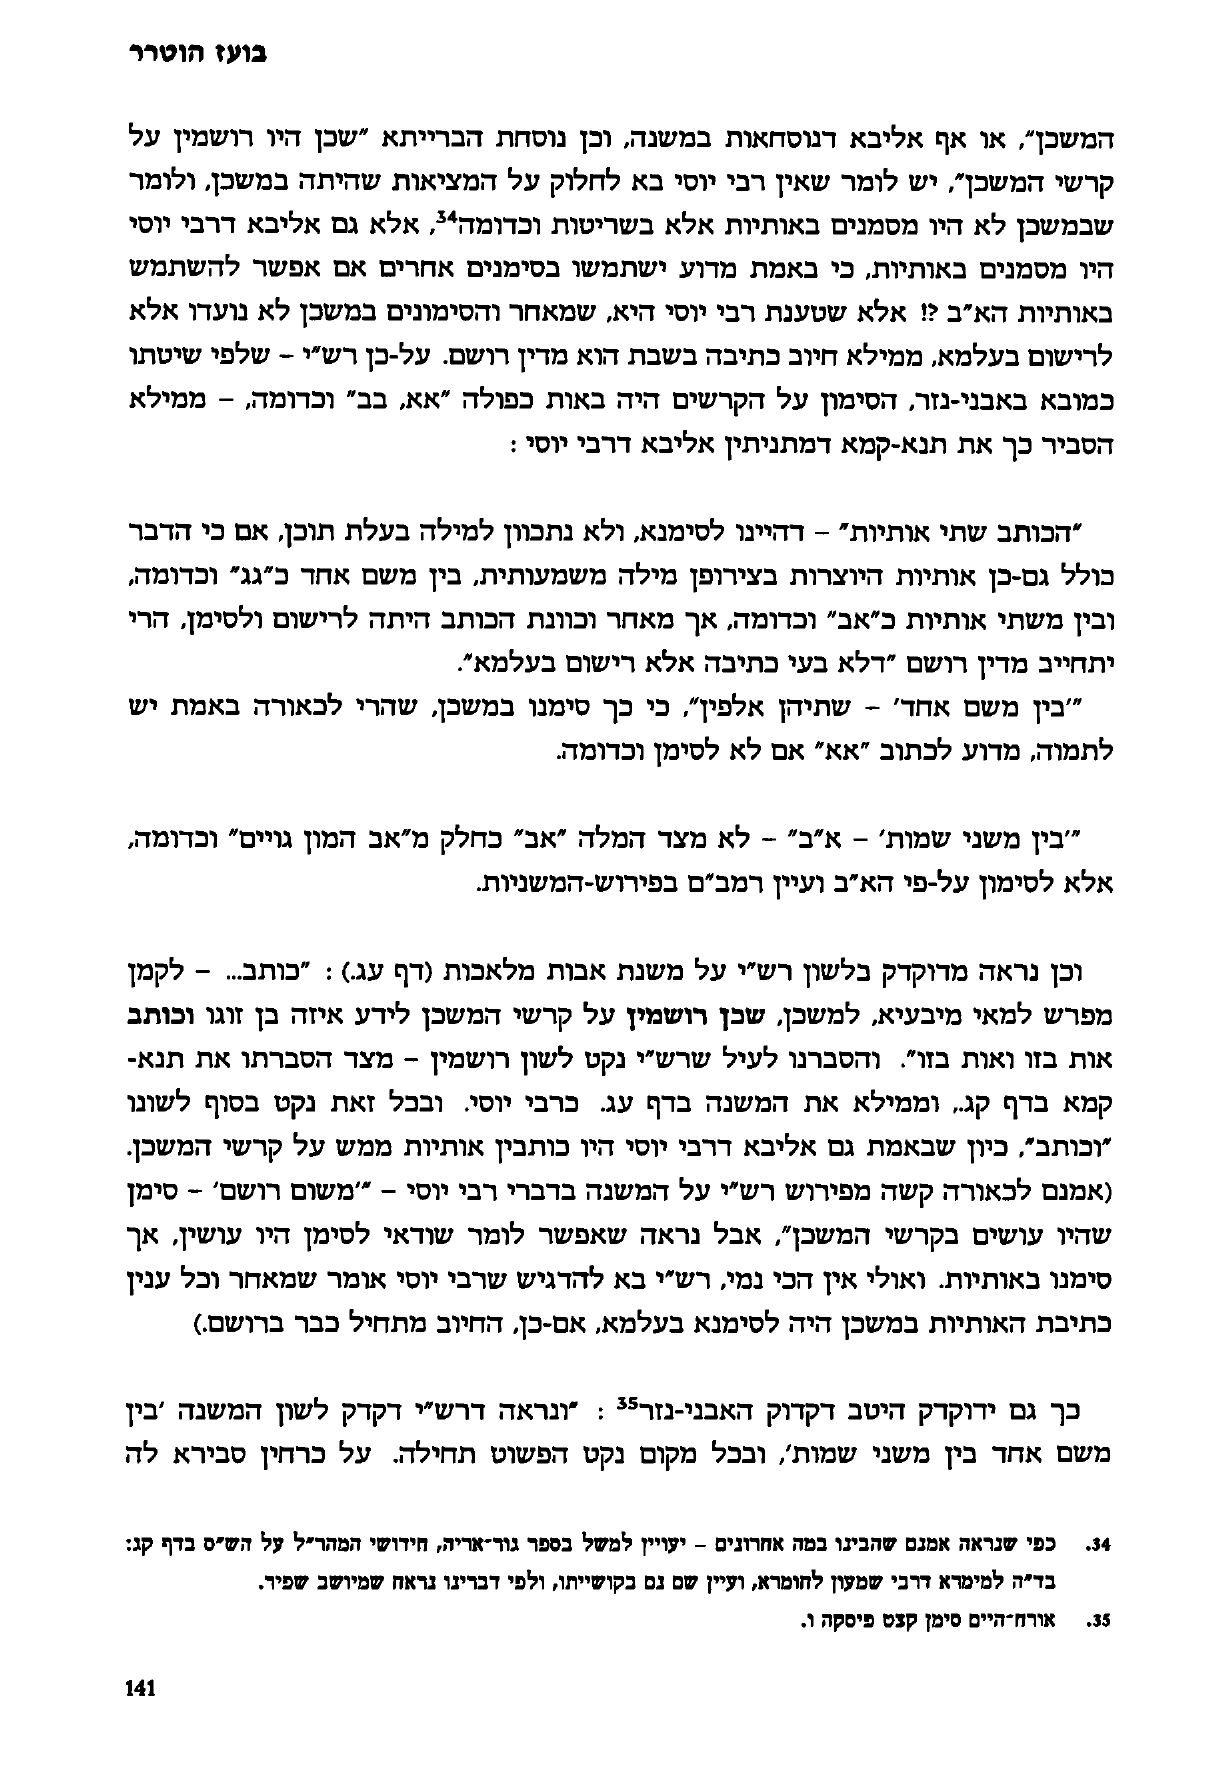 בועז הוטרר
המשכן", או אף אליבא דנוסחאות במשנה, וכן נוסחת הברייתא "שכן היו רושמין על
קרשי המשכן", יש לומר שאין רבי יוסי בא לחלוק על המציאות שהיתה במשכן, ולומר
שבמשכן לא היו מסמנים באותיות אלא בשריטות וכדומה34, אלא גם אליבא דרבי יוסי
היו מסמנים באותיות, כי באמת מדוע ישתמשו בסימנים אחרים אם אפשר להשתמש
באותיות הא"ב ?! אלא שטענת רבי יוסי היא, שמאחר והסימונים במשכן לא נועדו אלא
לרישום בעלמא, ממילא חיוב כתיבה בשבת הוא מדין רושם. על-כן רש"י – שלפי שיטתו
כמובא באבני-נזר, הסימון על הקרשים היה באות כפולה "אא, בב" וכדומה, – ממילא
הסביר כך את תנא-קמא דמתניתין אליבא דרבי יוסי :
"הכותב שתי אותיות" – דהיינו לסימנא, ולא נתכוון למילה בעלת תוכן, אם כי הדבר
כולל גם-כן אותיות היוצרות בצירופן מילה משמעותית, בין משם אחד כ"גג" וכדומה,
ובין משתי אותיות כ"אב" וכדומה, אך מאחר וכוונת הכותב היתה לרישום ולסימן, הרי
יתחייב מדין רושם "דלא בעי כתיבה אלא רישום בעלמא".
"'בין משם אחד' – שתיהן אלפין", כי כך סימנו במשכן, שהרי לכאורה באמת יש
לתמוה, מדוע לכתוב "אא" אם לא לסימן וכדומה.
"'בין משני שמות' – א"ב" – לא מצד המלה "אב" כחלק מ"אב המון גויים" וכדומה,
אלא לסימון על-פי הא"ב ועיין רמב"ם בפירוש-המשניות.
וכן נראה מדוקדק בלשון רש"י על משנת אבות מלאכות (דף עג.) : "כותב... – לקמן
מפרש למאי מיבעיא, למשכן, שכן רושמין על קרשי המשכן לידע איזה בן זוגו וכותב
אות בזו ואות בזו". והסברנו לעיל שרש"י נקט לשון רושמין – מצד הסברתו את תנא-
קמא בדף קג., וממילא את המשנה בדף עג. כרבי יוסי. ובכל זאת נקט בסוף לשונו
"וכותב", כיון שבאמת גם אליבא דרבי יוסי היו כותבין אותיות ממש על קרשי המשכן.
(אמנם לכאורה קשה מפירוש רש"י על המשנה בדברי רבי יוסי – "'משום רושם' – סימן
שהיו עושים בקרשי המשכן", אבל נראה שאפשר לומר שודאי לסימן היו עושין, אך
סימנו באותיות. ואולי אין הכי נמי, רש"י בא להדגיש שרבי יוסי אומר שמאחר וכל ענין
כתיבת האותיות במשכן היה לסימנא בעלמא, אם-כן, החיוב מתחיל כבר ברושם.)
כך גם ידוקדק היטב דקדוק האבני-נזר35 : "ונראה דרש"י דקדק לשון המשנה 'בין
משם אחד בין משני שמות', ובכל מקום נקט הפשוט תחילה. על כרחין סבירא לה
34. כפי שנראה אמנם שהבינו במה אחרונים – יעויין למשל בספר גור־אריה, חידושי המהר"ל על הש"ס בדף קג:
בד"ה למימרא דרבי שמעון לחומרא, ועיין שם גם בקושייתו, ולפי דברינו נראח שמיושב שפיר.
35. אורח־חיים סימן קצט פיסקה ו.
141